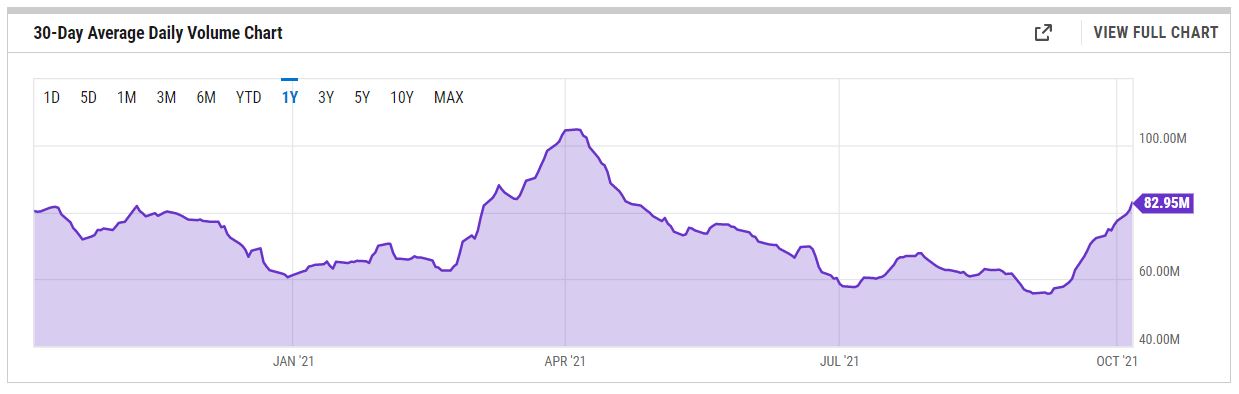 30-Day Average Daily Volume Chart
VIEW FULL CHART
1D 5D 1M 3M 6M YTD 1Y 3Y 5Y 10Y MAX
100.00M
82.95M
60.00M
40.00M
JAN '21 APR '21 JUL '21 OCT '21